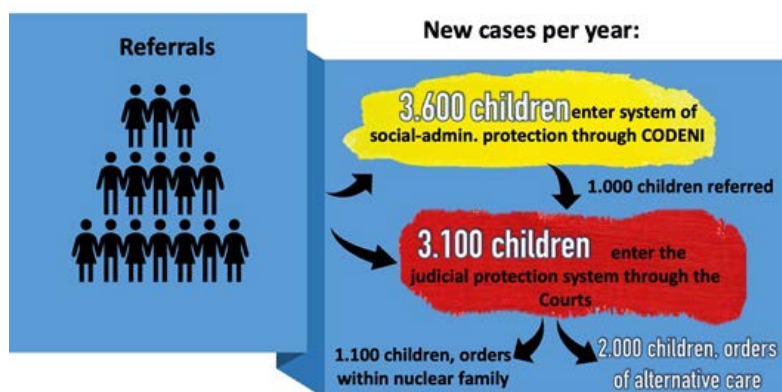 Referrals
New cases per year:
3.600 children enter system of
social-admin. protection through CODENI
1.000 children referred
3.100 children enter the
judicial protection system through the
Courts
1.100 children, orders
within nuclear family
2.000 children, orders
of alternative care